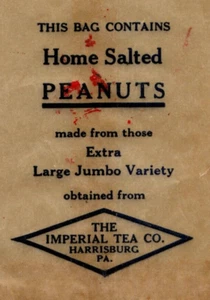 THIS BAG CONTAINS
Home Salted
PEANUTS
made from those
Extra
Large Jumbo Variety
obtained from
THE
IMPERIAL TEA CO.
HARRISBURG
PA.